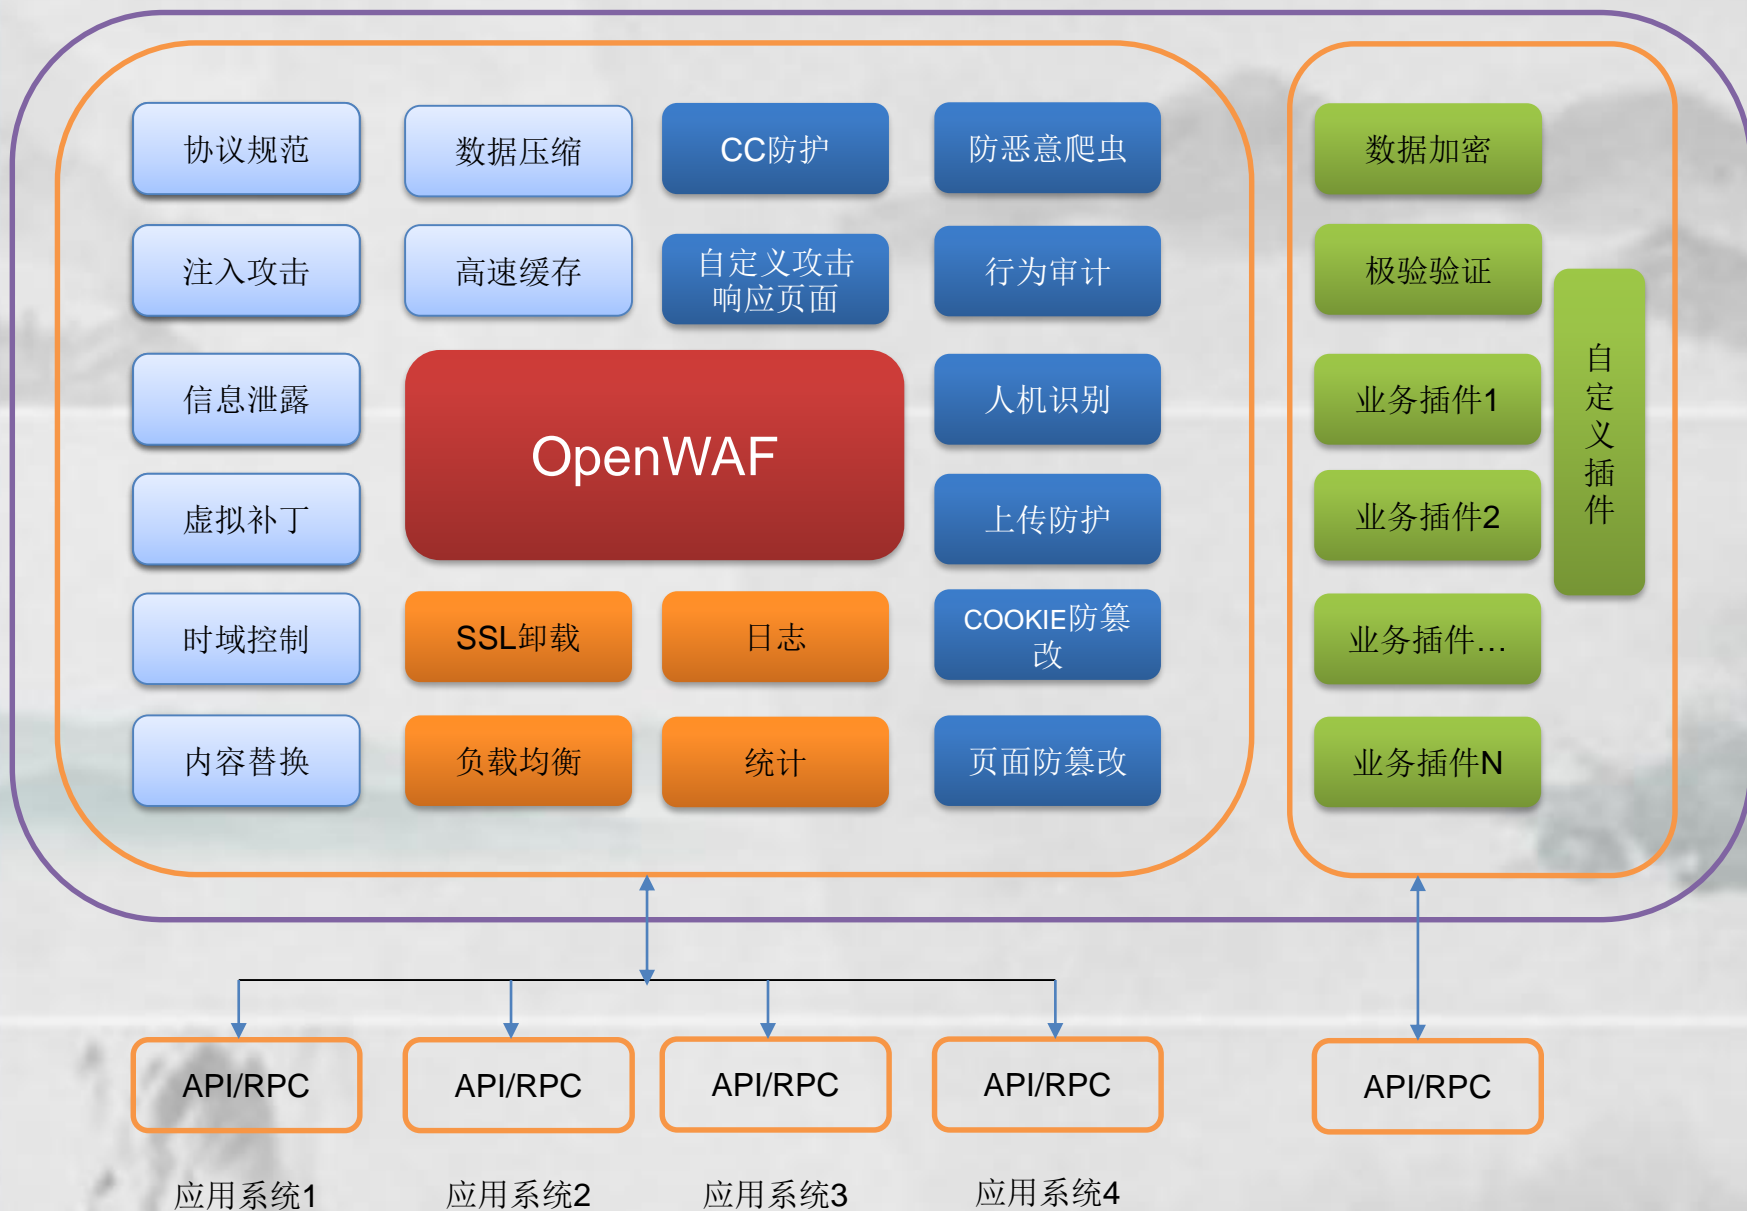 协议规范
数据压缩
CC防护
防恶意爬虫
数据加密
注入攻击
高速缓存
自定义攻击
响应页面
行为审计
极验验证
信息泄露
OpenWAF
人机识别
业务插件1
自定义插件
虚拟补丁
上传防护
业务插件2
时域控制
SSL卸载
日志
COOKIE防篡
改
业务插件...
内容替换
负载均衡
统计
页面防篡改
业务插件N
API/RPC
API/RPC
API/RPC
API/RPC
API/RPC
应用系统1
应用系统2
应用系统3
应用系统4